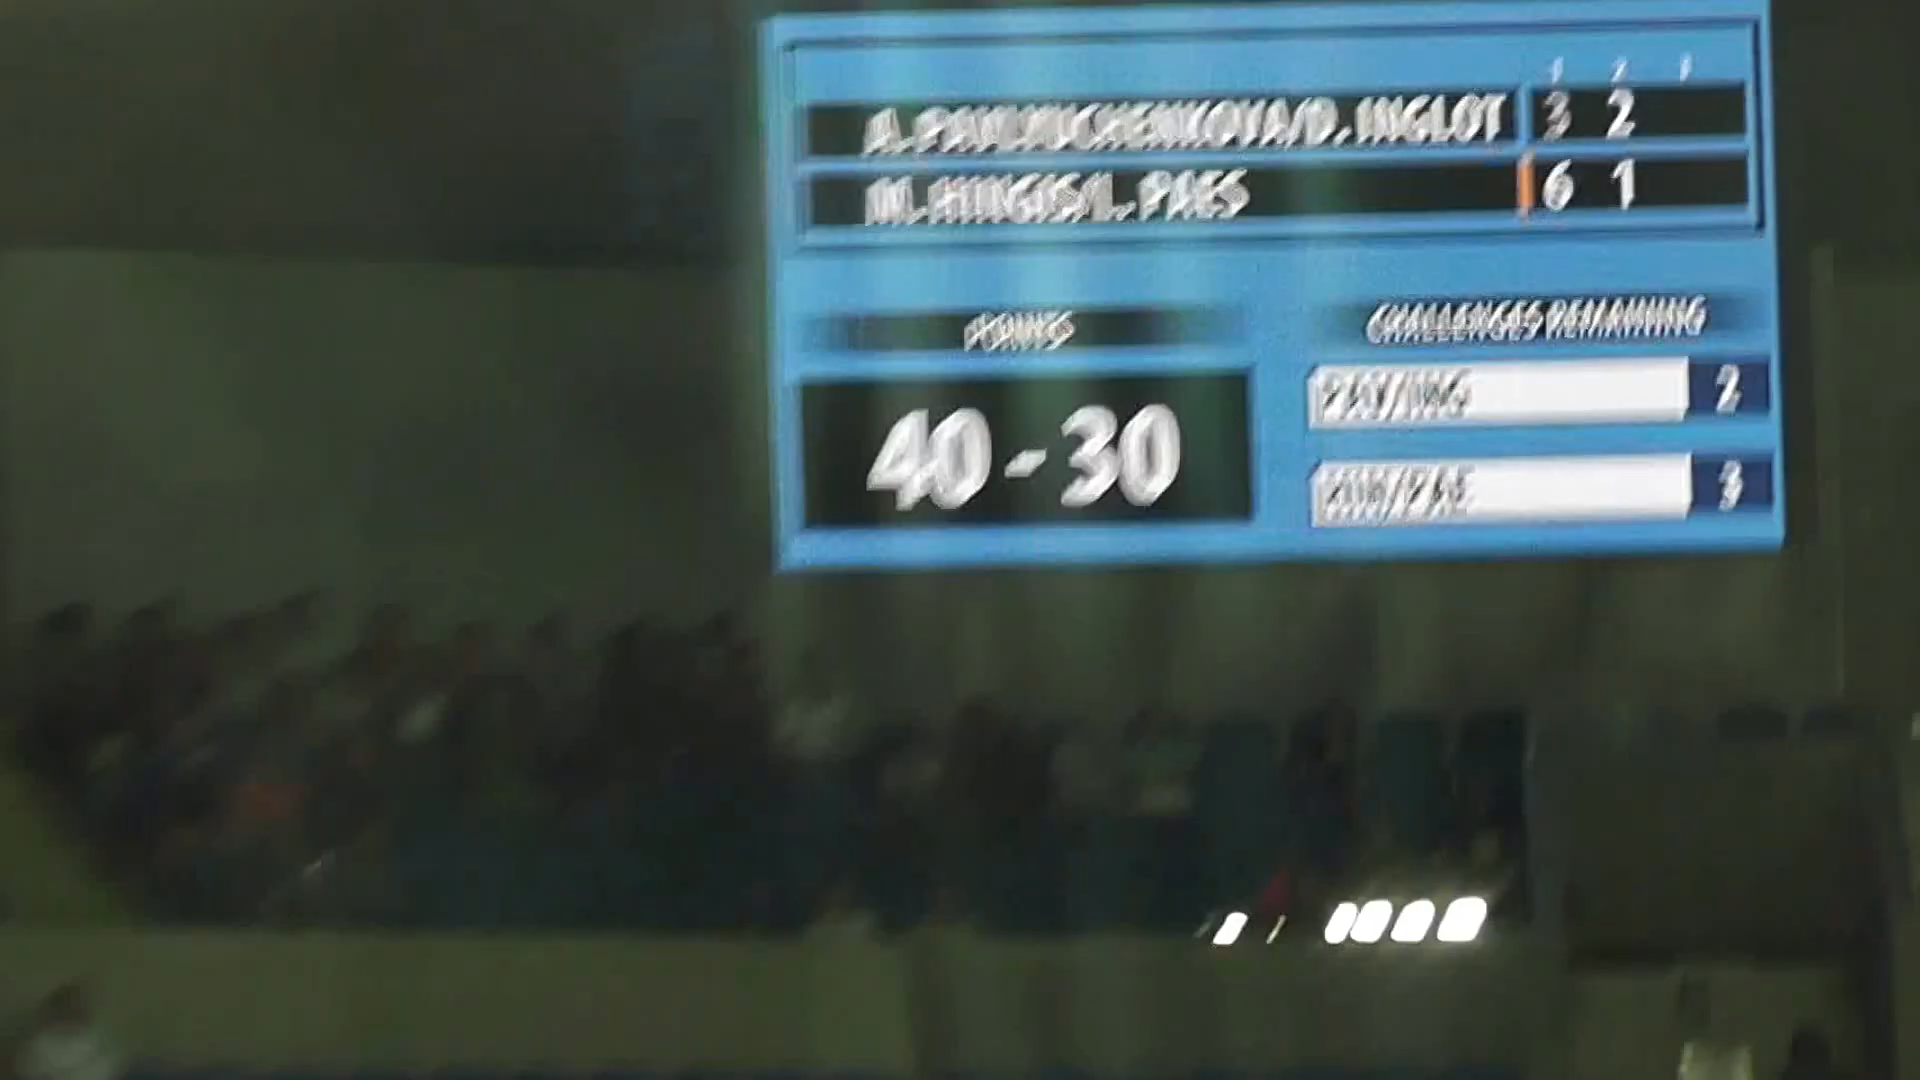 1 2 3
A. PAVLYUCHENKOVA/D. INGLOT 3 2
M. HINGIS/L. PAES 6 1
POINTS
CHALLENGES REMAINING
40 - 30
PAV/ING 2
HIN/PAE 3